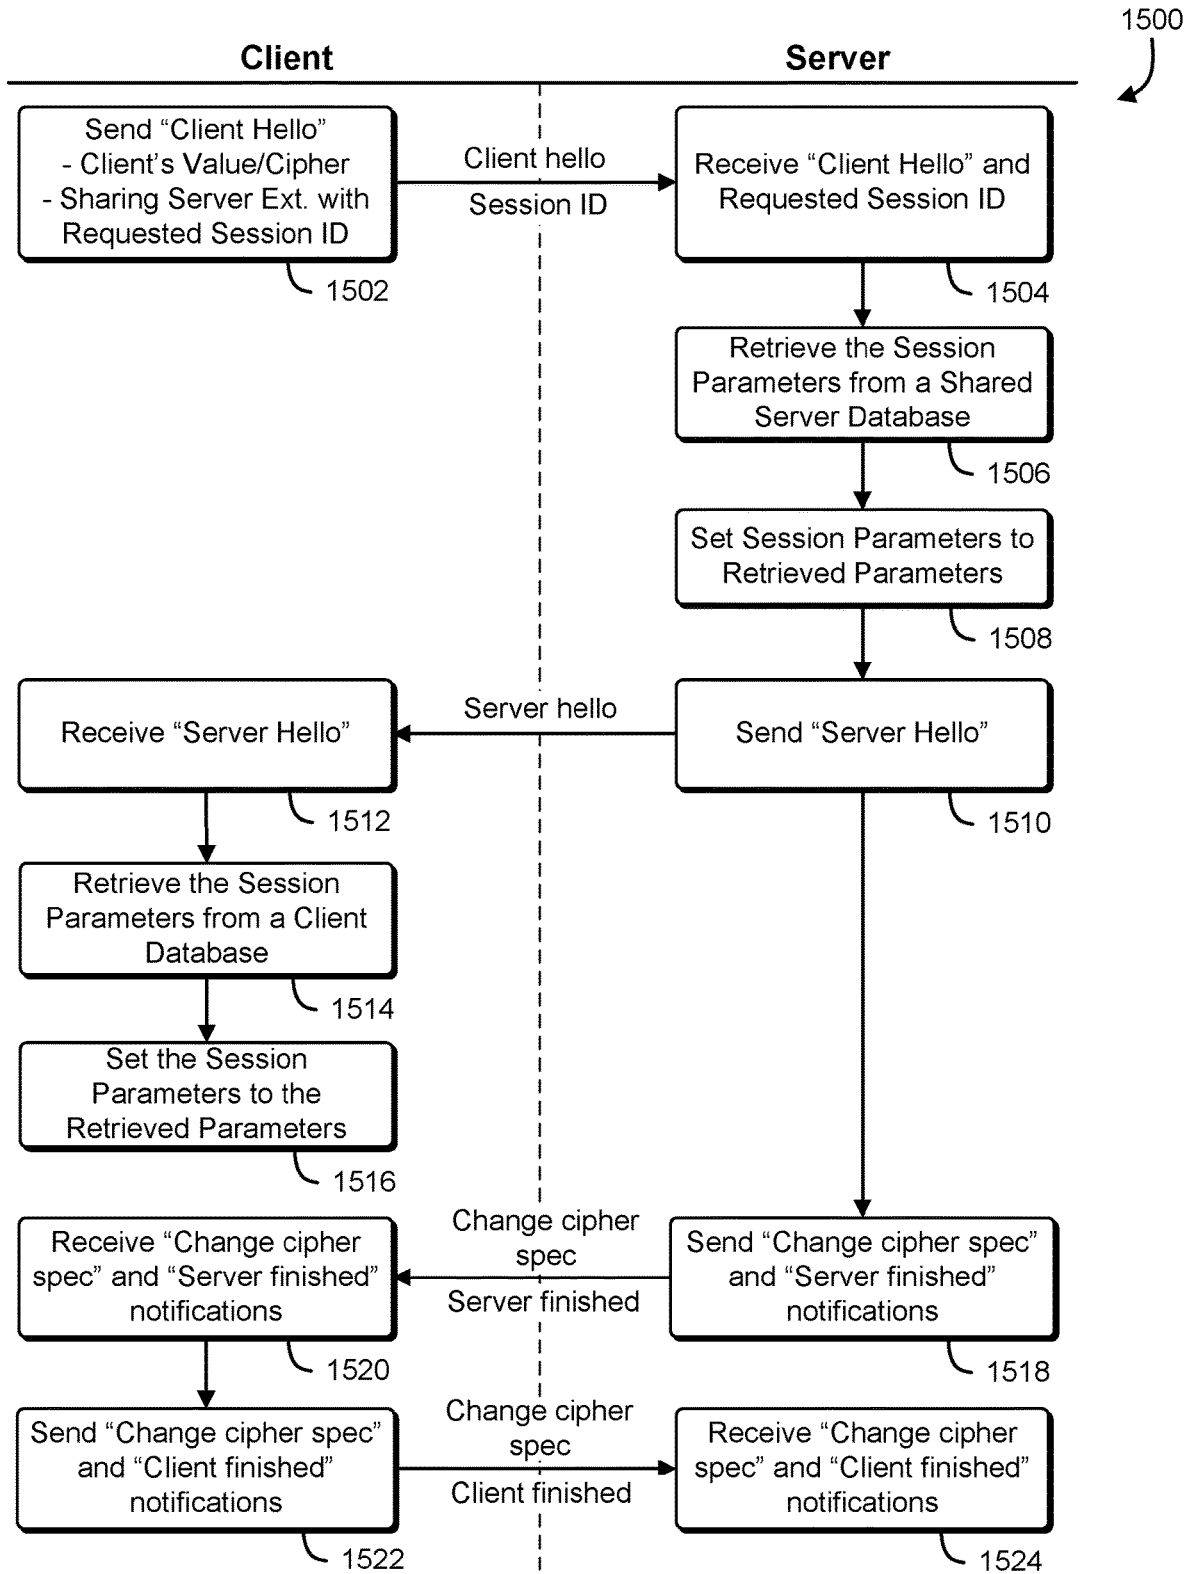 1500
Client
Server
Send “Client Hello”
- Client’s Value/Cipher
- Sharing Server Ext. with
Requested Session ID
1502
Client hello
Session ID
Receive “Client Hello” and
Requested Session ID
1504
Retrieve the Session
Parameters from a Shared
Server Database
1506
Set Session Parameters to
Retrieved Parameters
1508
Receive “Server Hello”
1512
Server hello
Send “Server Hello”
1510
Retrieve the Session
Parameters from a Client
Database
1514
Set the Session
Parameters to the
Retrieved Parameters
1516
Receive “Change cipher
spec” and “Server finished”
notifications
1520
Change cipher
spec
Server finished
Send “Change cipher spec”
and “Server finished”
notifications
1518
Send “Change cipher spec”
and “Client finished”
notifications
1522
Change cipher
spec
Client finished
Receive “Change cipher
spec” and “Client finished”
notifications
1524